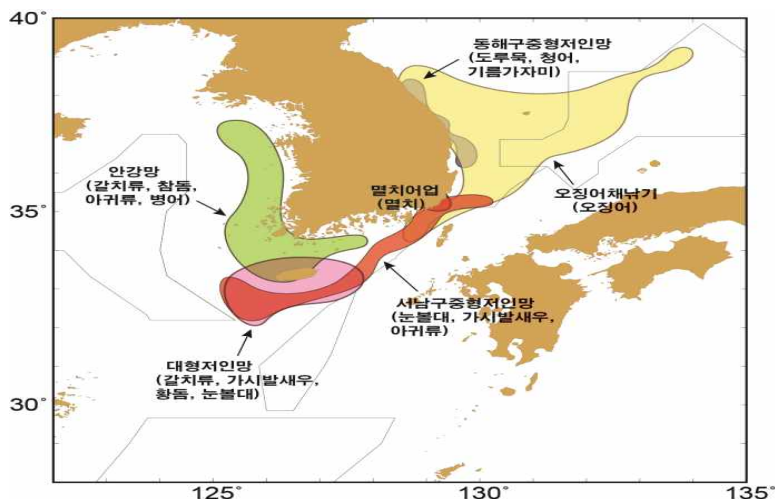 40°
동해구중형저인망
(도루묵, 청어,
기름가자미)
안강망
(갈치류, 참돔,
아귀류, 병어)
멸치어업
(멸치)
오징어채낚기
(오징어)
35°
서남구중형저인망
(눈볼대, 가시발새우,
아귀류)
대형저인망
(갈치류, 가시발새우,
황돔, 눈볼대)
30°
125°
130°
135°